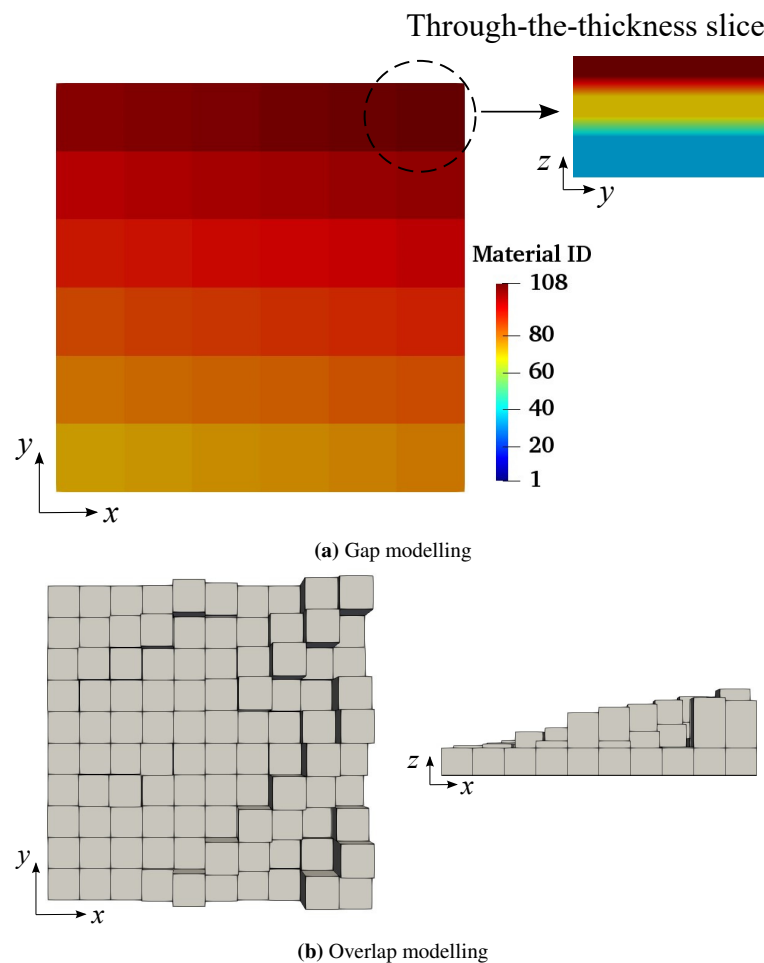 Through-the-thickness slice
z
y
Material ID
108
80
60
40
20
1
y
x
(a) Gap modelling
z
x
y
x
(b) Overlap modelling